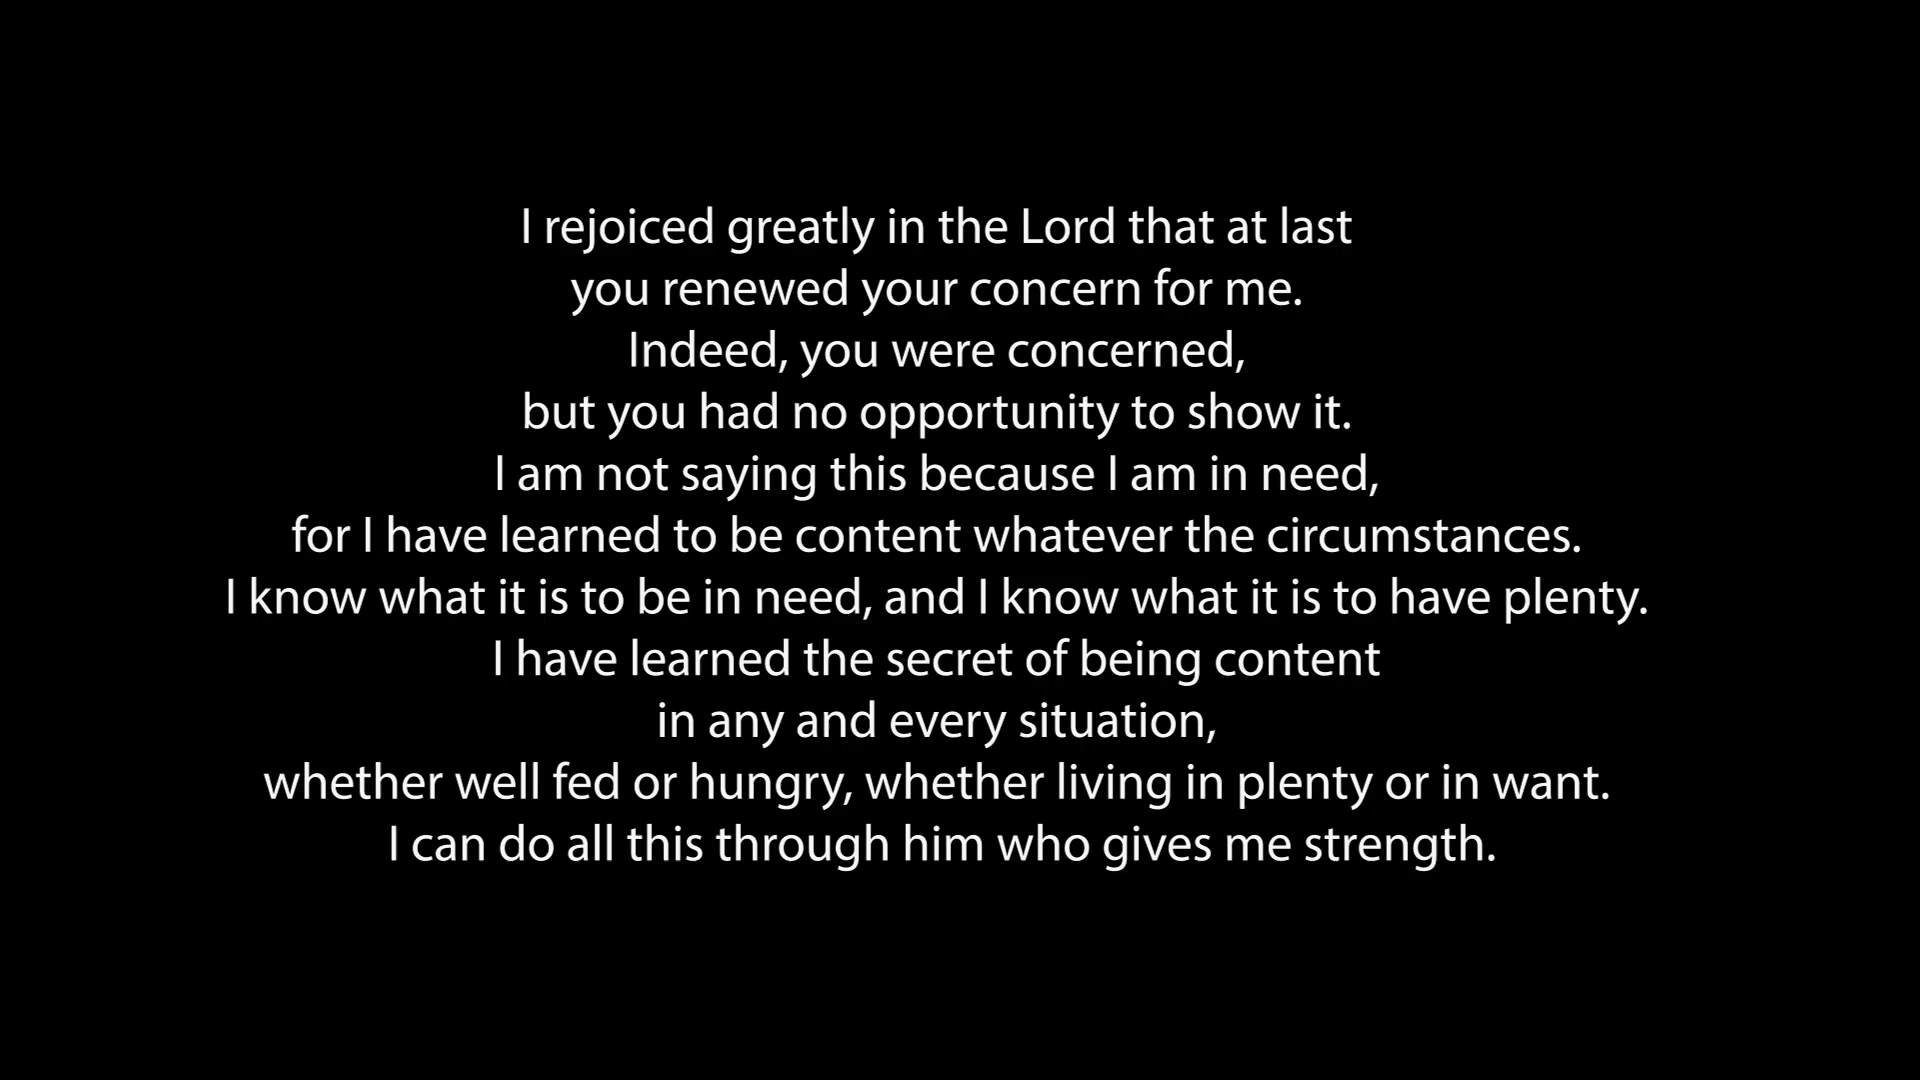 I rejoiced greatly in the Lord that at last
you renewed your concern for me.
Indeed, you were concerned,
but you had no opportunity to show it.
I am not saying this because I am in need,
for I have learned to be content whatever the circumstances.
I know what it is to be in need, and I know what it is to have plenty.
I have learned the secret of being content
in any and every situation,
whether well fed or hungry, whether living in plenty or in want.
I can do all this through him who gives me strength.